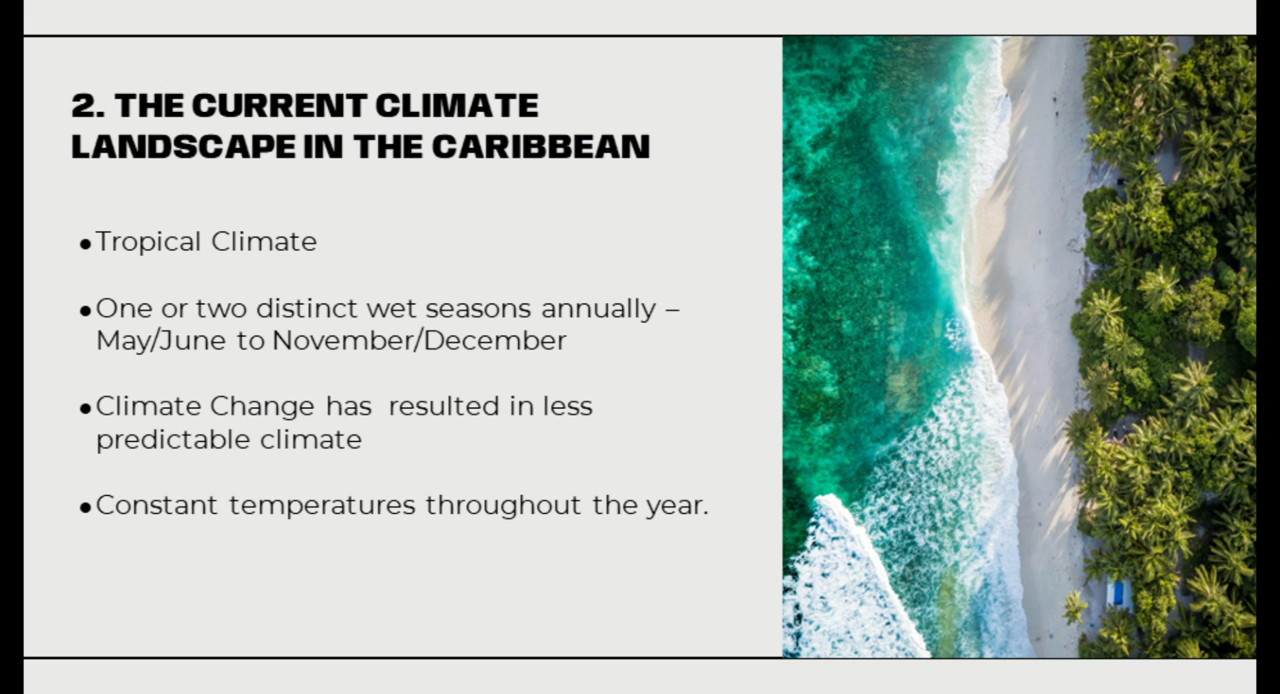 2. THE CURRENT CLIMATE
LANDSCAPE IN THE CARIBBEAN
●Tropical Climate
●One or two distinct wet seasons annually –
May/June to November/December
●Climate Change has  resulted in less
predictable climate
●Constant temperatures throughout the year.